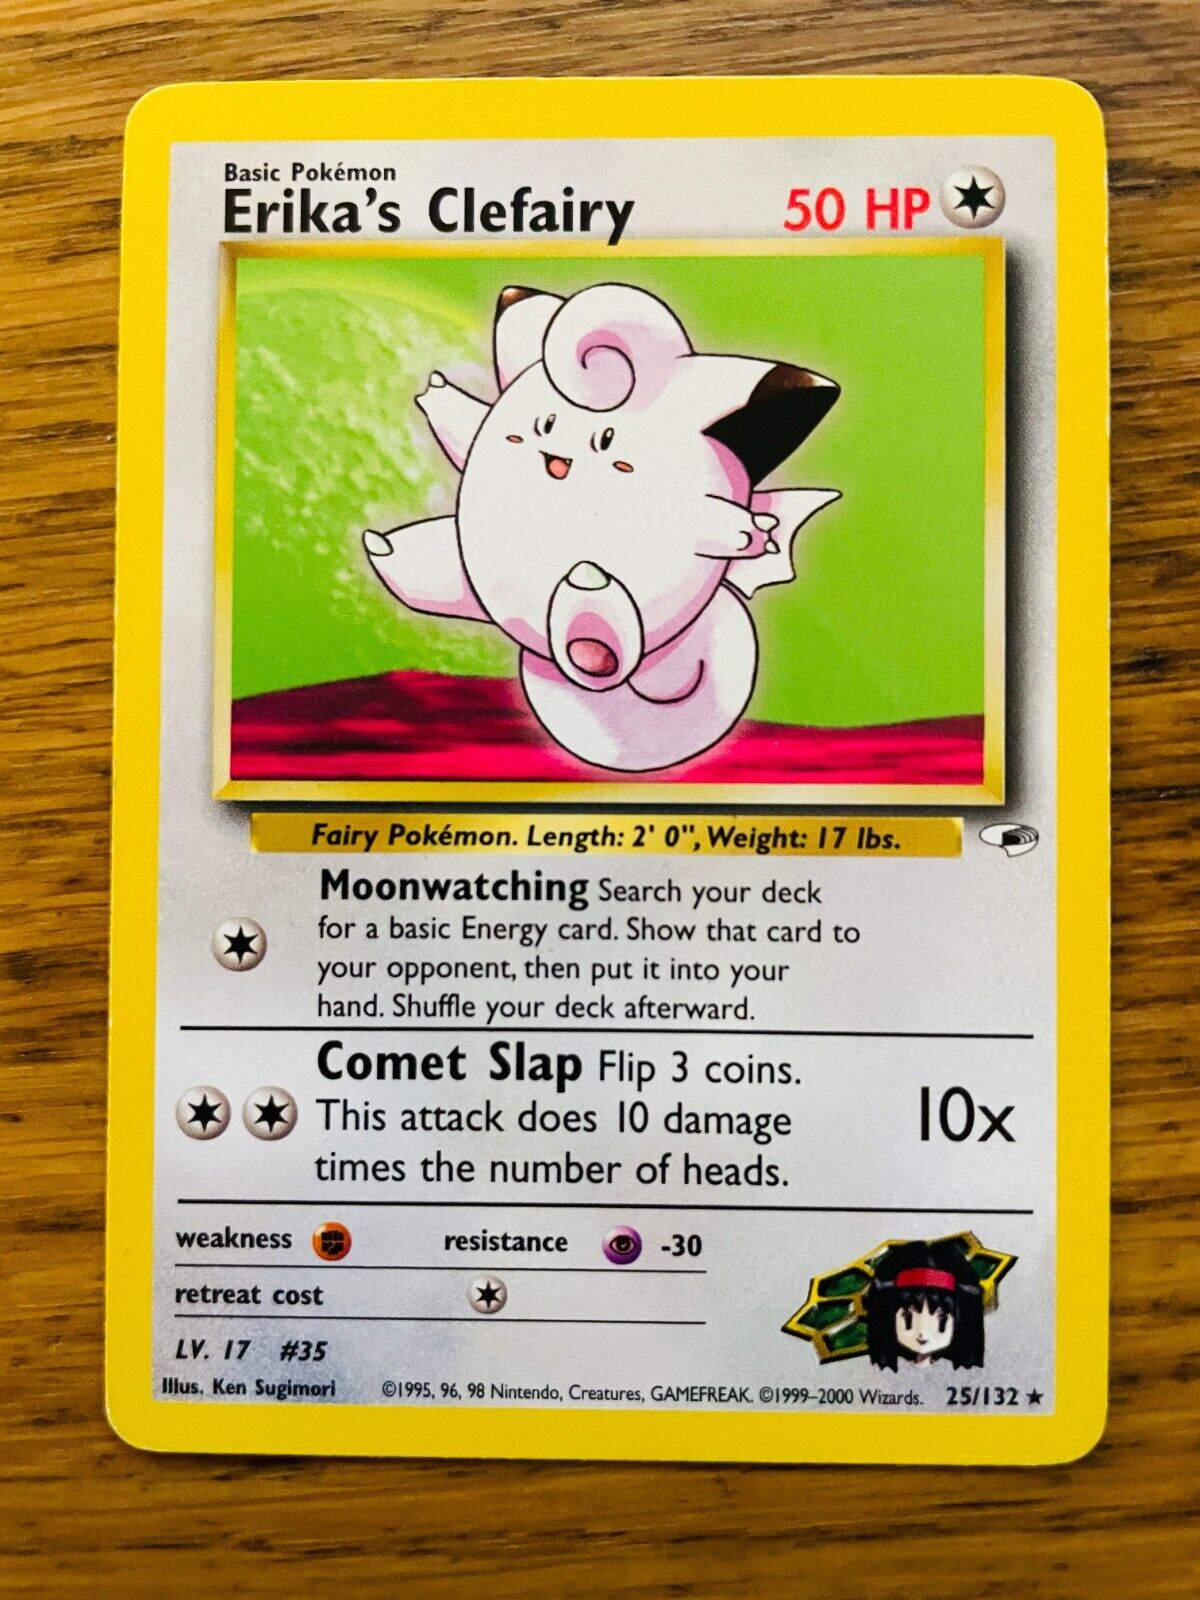 Basic Pokémon
Erika's Clefairy 50 HP
Fairy Pokémon. Length: 2' 0", Weight: 17 lbs.
Moonwatching Search your deck
for a basic Energy card. Show that card to
your opponent, then put it into your
hand. Shuffle your deck afterward.
Comet Slap Flip 3 coins.
This attack does 10 damage
times the number of heads.
10x
weakness resistance -30
retreat cost
LV. 17 #35
Illus. Ken Sugimori ©1995, 96, 98 Nintendo, Creatures, GAMEFREAK. ©1999–2000 Wizards. 25/132 ★